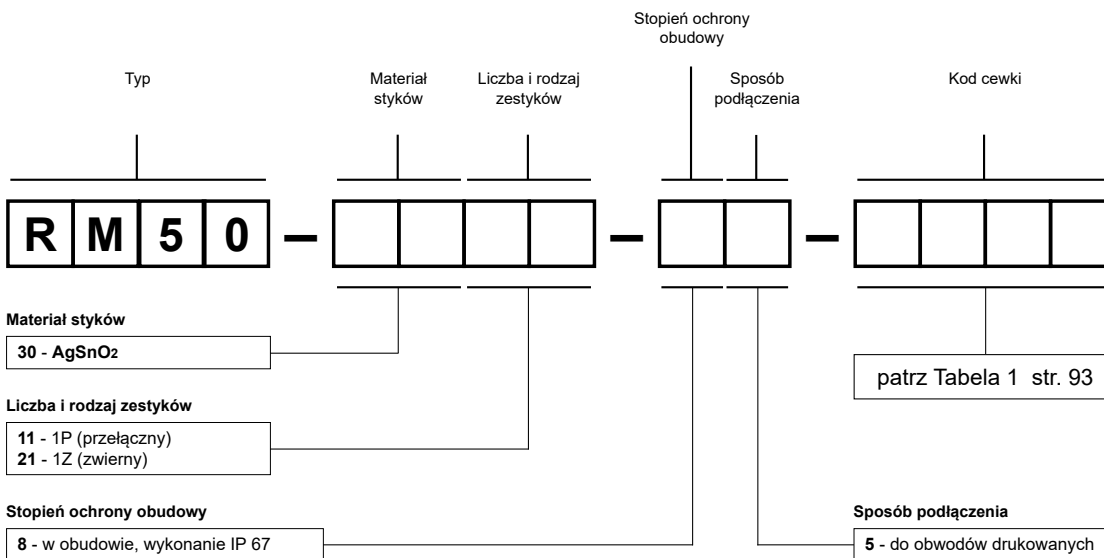 Stopień ochrony
obudowy
Typ
Materiał
styków
Liczba i rodzaj
zestyków
Sposób
podłączenia
Kod cewki
R M 5 0 – – –
Materiał styków
30 - AgSnO2
patrz Tabela 1 str. 93
Liczba i rodzaj zestyków
11 - 1P (przełączny)
21 - 1Z (zwierny)
Stopień ochrony obudowy
8 - w obudowie, wykonanie IP 67
Sposób podłączenia
5 - do obwodów drukowanych